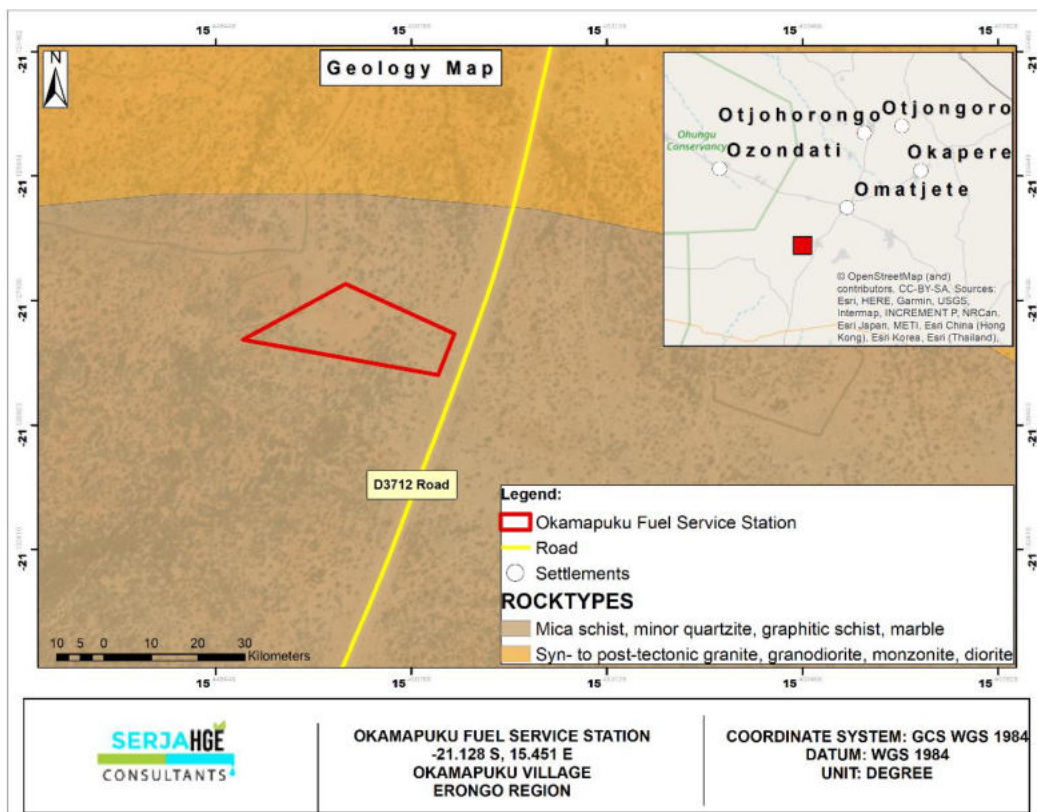 15 15 15 15 15
N
Geology Map
Otjohorongo Otjongoro
Ohungu
Conservancy
Ozondati
Okapere
Omatjete
© OpenStreetMap (and)
contributors, CC-BY-SA, Sources:
Esri, HERE, Garmin, USGS,
Intermap, INCREMENT P, NRCan,
Esri Japan, METI, Esri China (Hong
Kong), Esri Korea, Esri (Thailand),
-21 -21
-21 -21
-21 -21
-21 -21
-21 -21
D3712 Road
Legend:
Okamapuku Fuel Service Station
Road
Settlements
ROCKTYPES
Mica schist, minor quartzite, graphitic schist, marble
Syn- to post-tectonic granite, granodiorite, monzonite, diorite
10 5 0 10 20 30
Kilometers
15 15 15 15 15
SERJAHGE
CONSULTANTS
OKAMAPUKU FUEL SERVICE STATION
-21.128 S, 15.451 E
OKAMAPUKU VILLAGE
ERONGO REGION
COORDINATE SYSTEM: GCS WGS 1984
DATUM: WGS 1984
UNIT: DEGREE